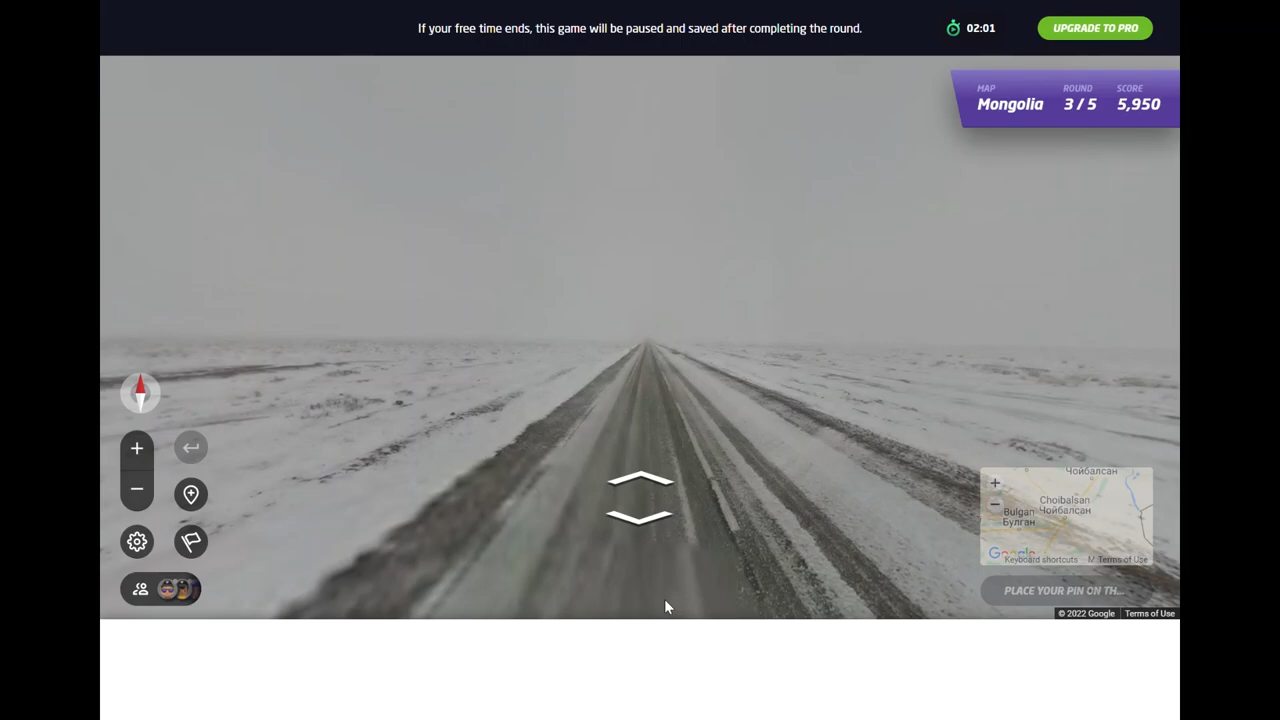 If your free time ends, this game will be paused and saved after completing the round.
02:01
UPGRADE TO PRO
MAP ROUND SCORE
Mongolia 3 / 5 5,950
Чойбалсан
Choibalsan
Чойбалсан
Bulgan
Булган
Google
Keyboard shortcuts M Terms of Use
PLACE YOUR PIN ON TH...
© 2022 Google Terms of Use